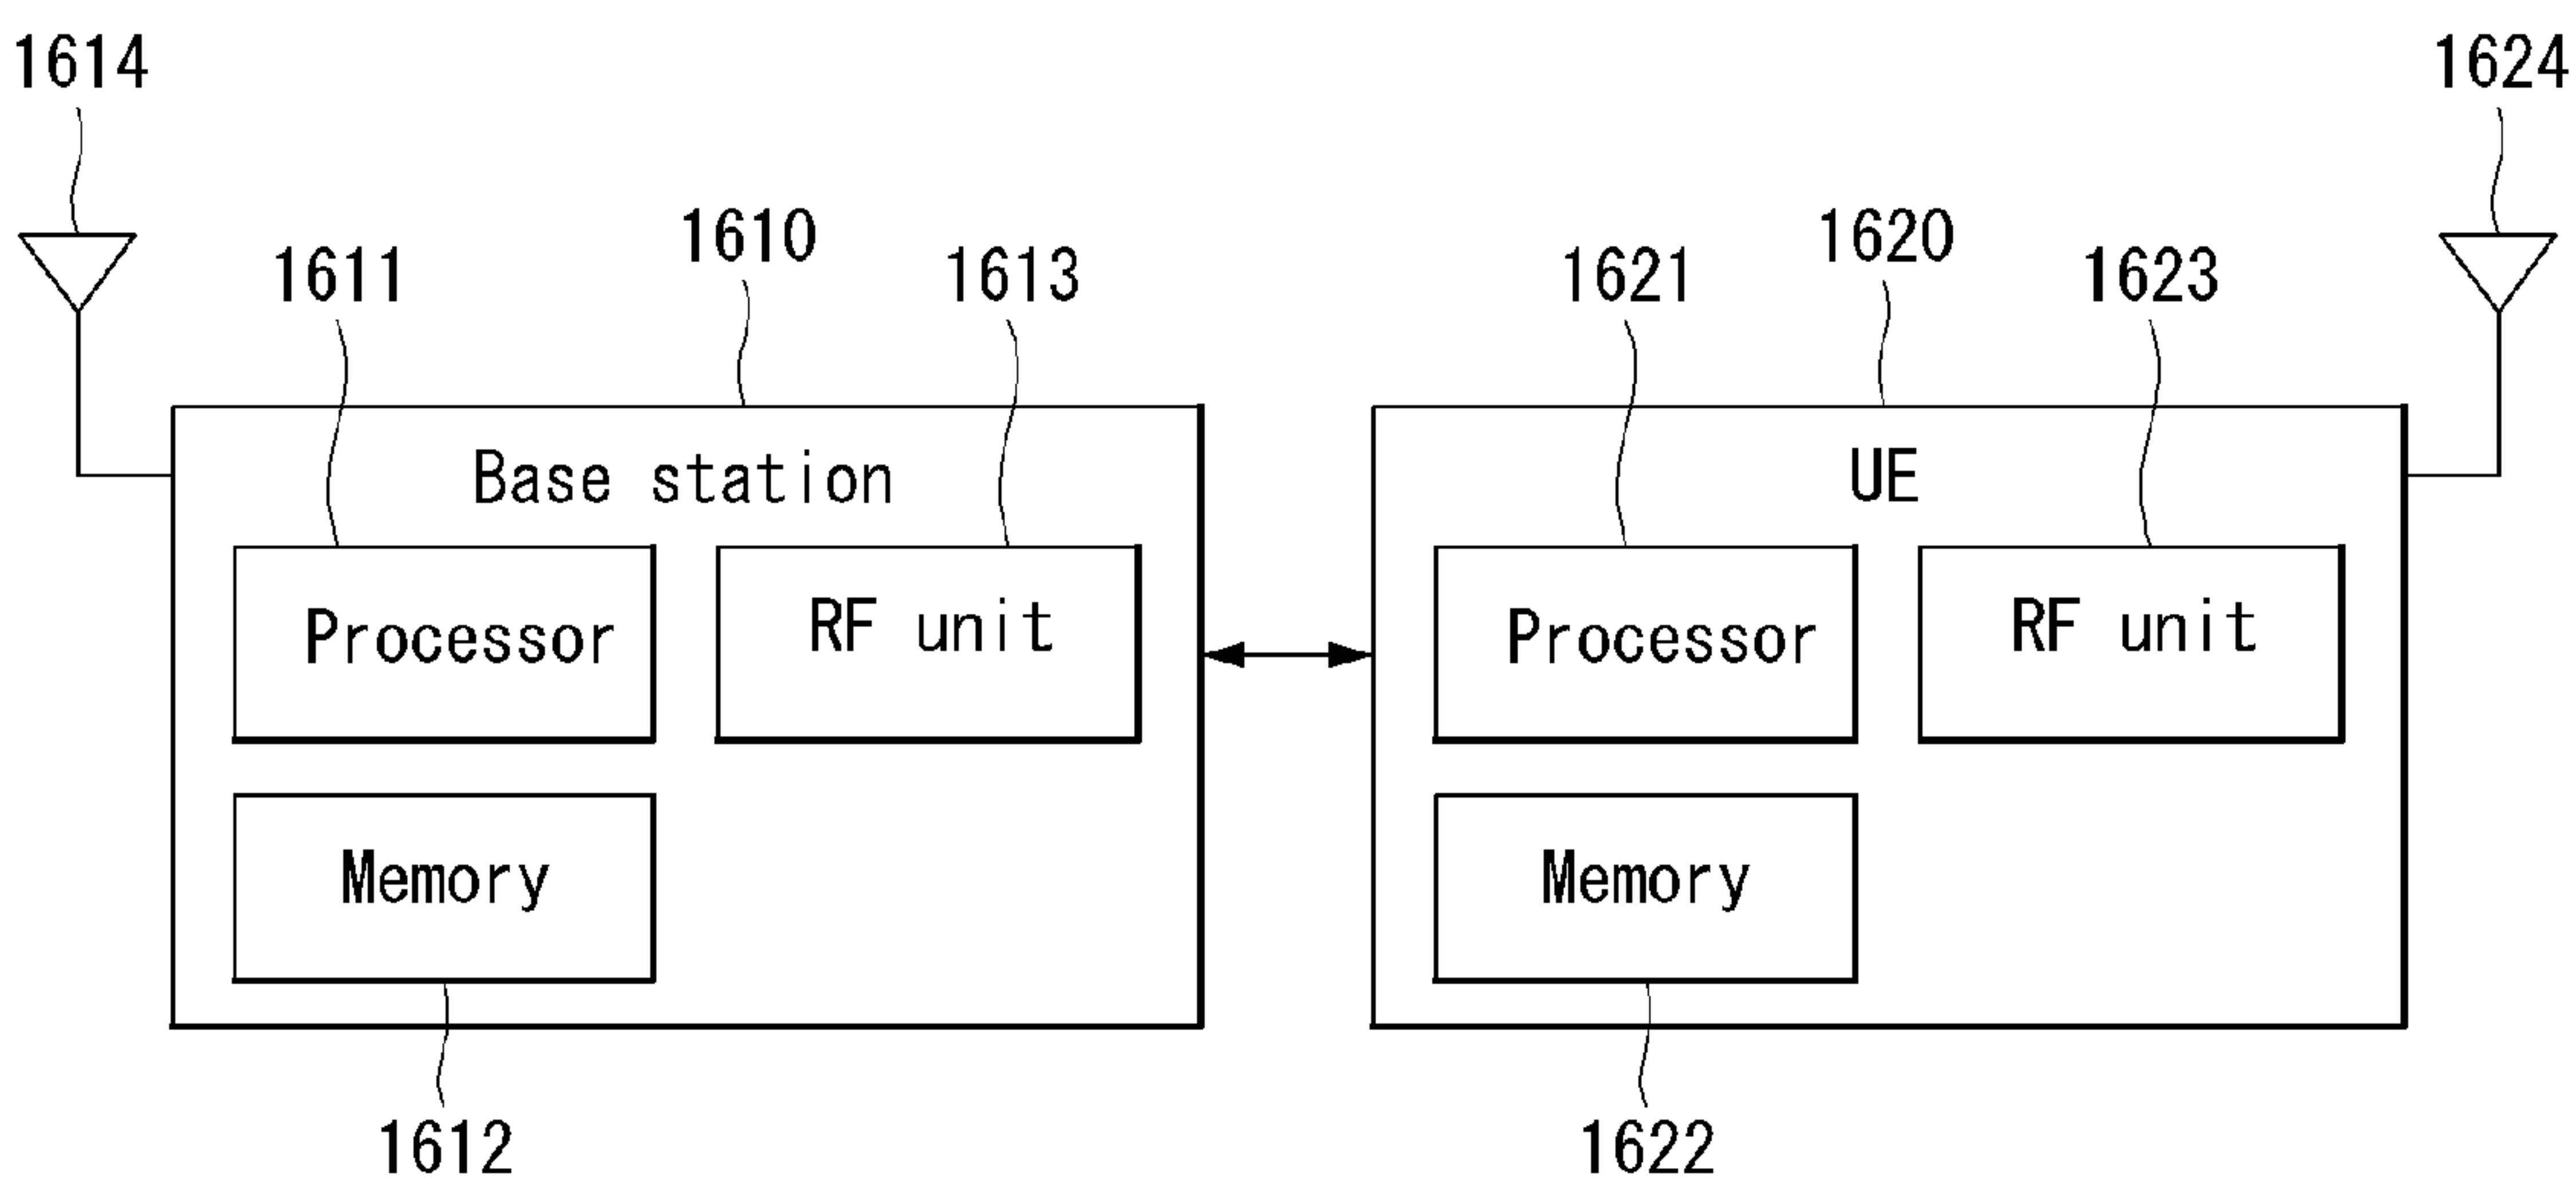 1614
1624
1610
1620
1611
1613
1621
1623
Base station
UE
Processor
RF unit
Processor
RF unit
Memory
Memory
1612
1622